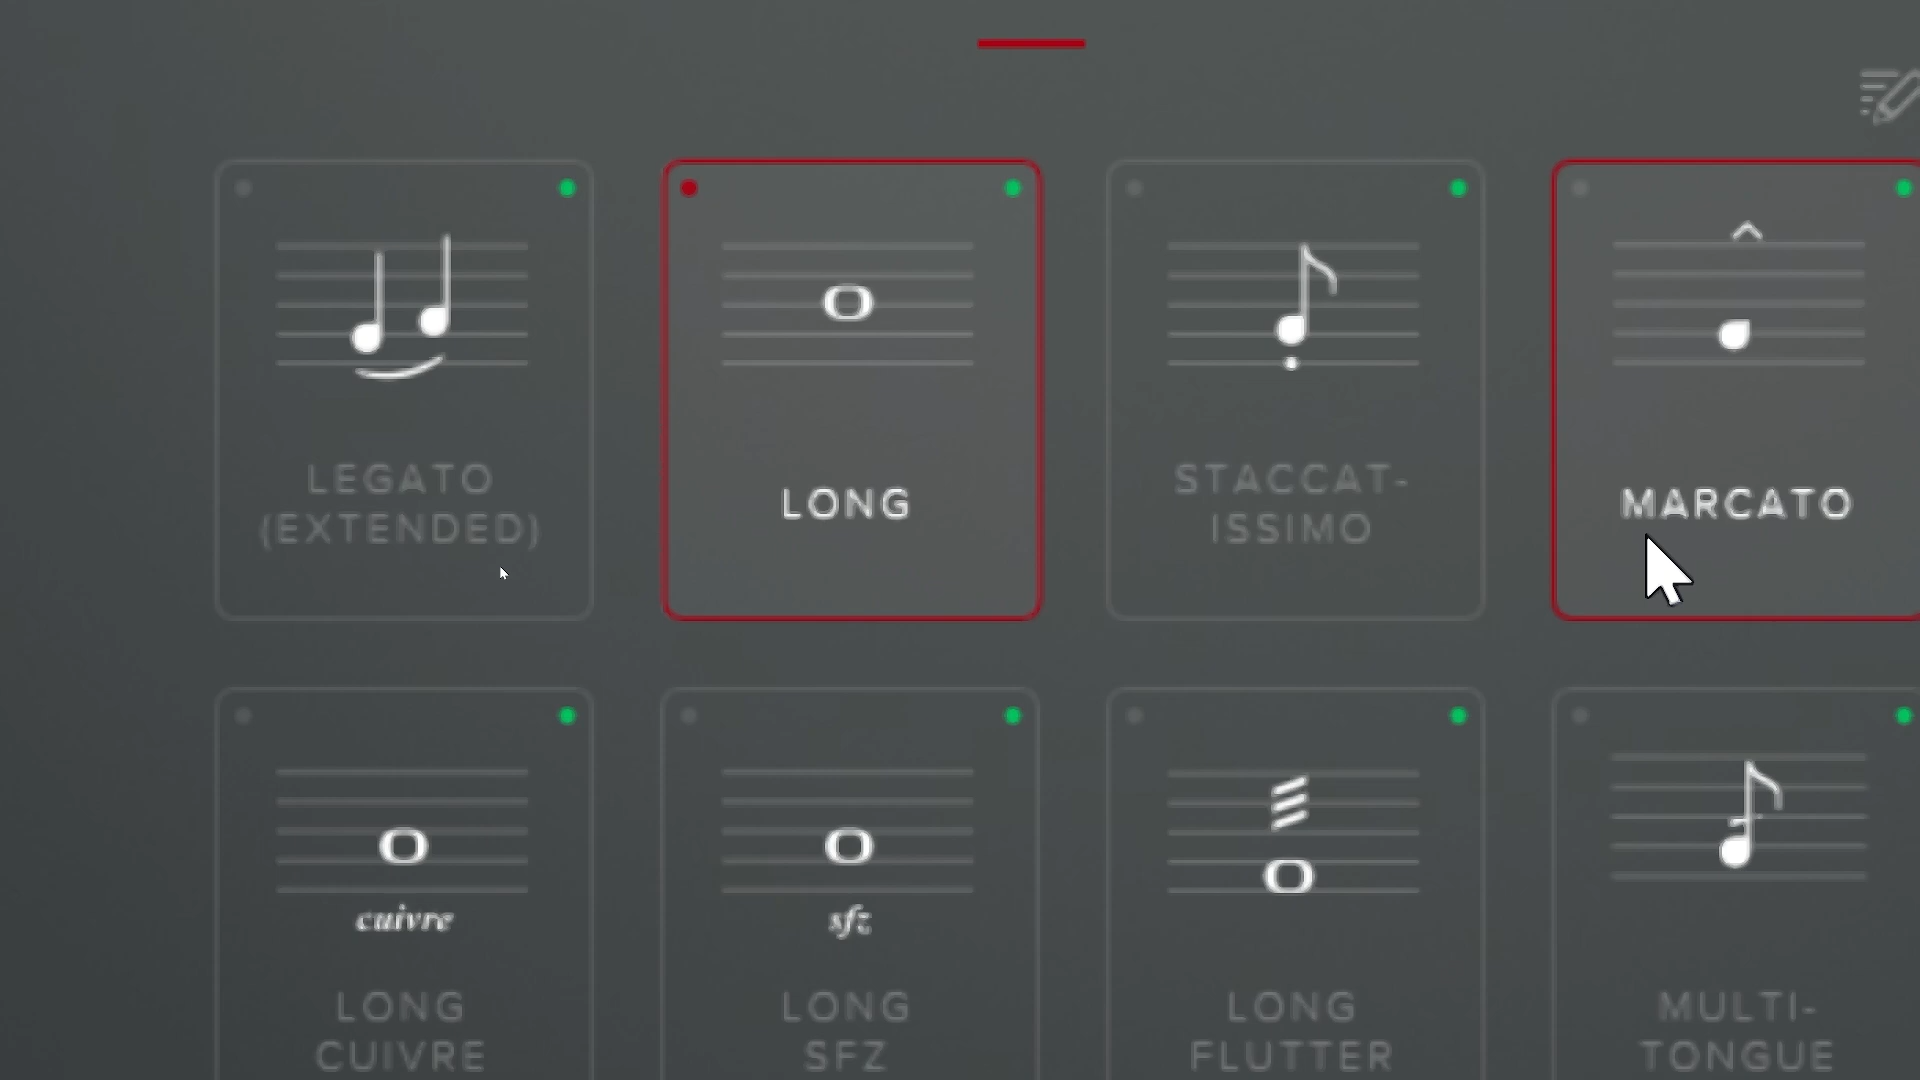 LEGATO
(EXTENDED)
LONG
STACCAT-
ISSIMO
MARCATO
cuivre
LONG
CUIVRE
sfz
LONG
SFZ
LONG
FLUTTER
MULTI-
TONGUE